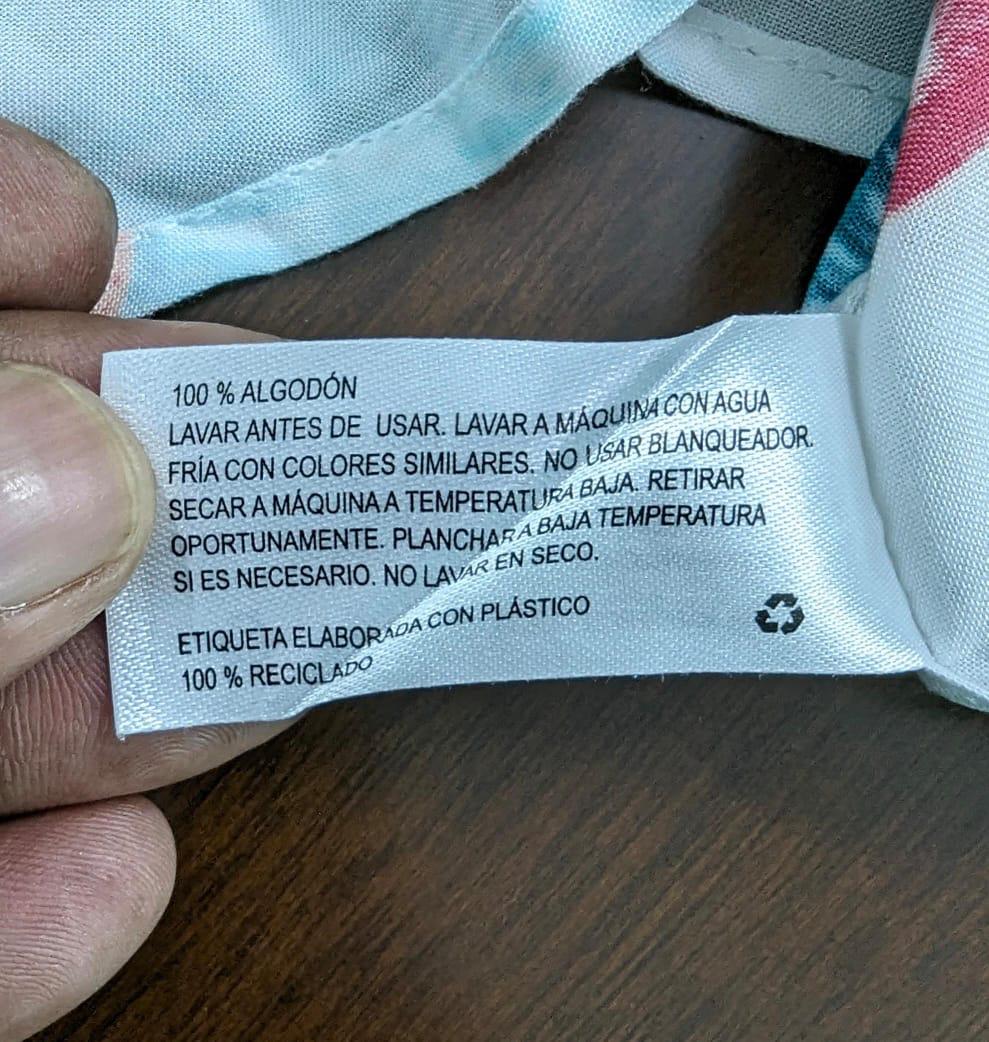 100 % ALGODÓN
LAVAR ANTES DE USAR. LAVAR A MÁQUINA CON AGUA
FRÍA CON COLORES SIMILARES. NO USAR BLANQUEADOR.
SECAR A MÁQUINA A TEMPERATURA BAJA. RETIRAR
OPORTUNAMENTE. PLANCHAR A BAJA TEMPERATURA
SI ES NECESARIO. NO LAVAR EN SECO.
ETIQUETA ELABORADA CON PLÁSTICO
100 % RECICLADO